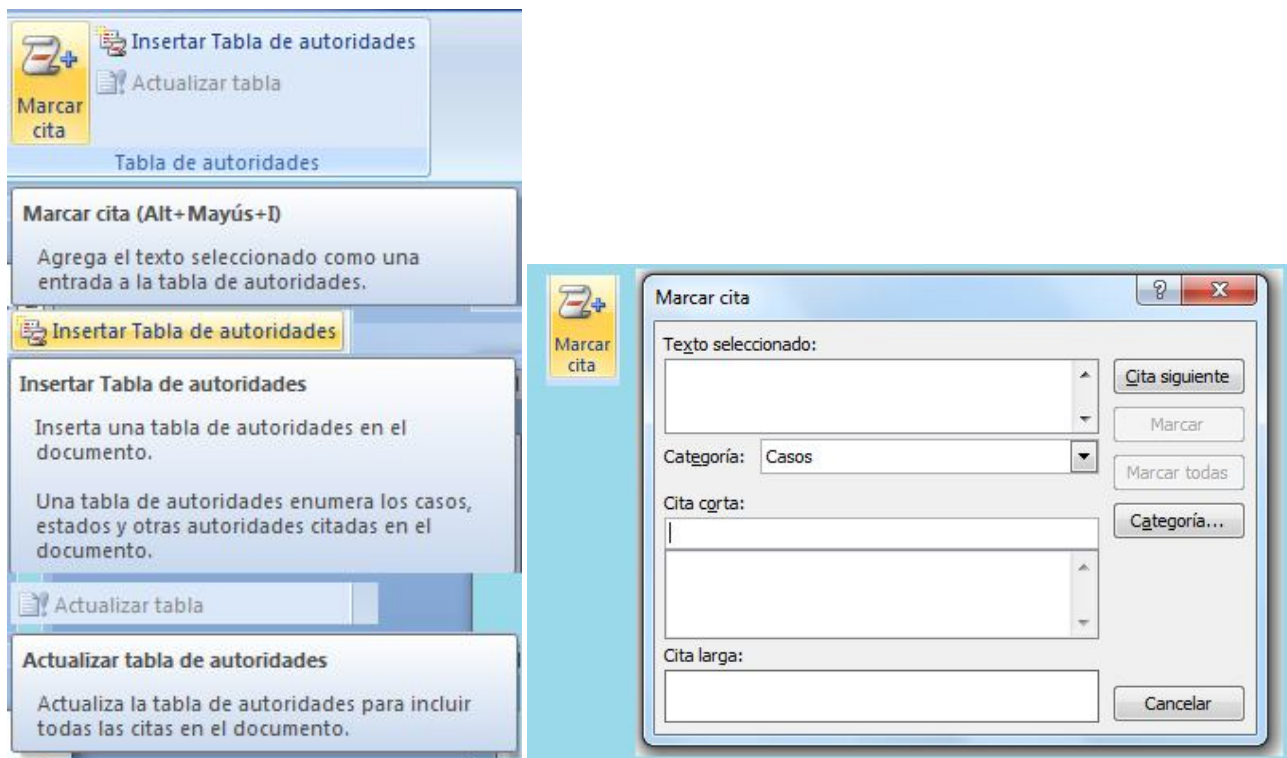 Insertar Tabla de autoridades
Actualizar tabla
Marcar
cita
Tabla de autoridades
Marcar cita (Alt+Mayús+I)
Agrega el texto seleccionado como una
entrada a la tabla de autoridades.
Insertar Tabla de autoridades
Insertar Tabla de autoridades
Inserta una tabla de autoridades en el
documento.
Una tabla de autoridades enumera los casos,
estados y otras autoridades citadas en el
documento.
Actualizar tabla
Actualizar tabla de autoridades
Actualiza la tabla de autoridades para incluir
todas las citas en el documento.
Marcar
cita
Marcar cita
Texto seleccionado:
Cita siguiente
Marcar
Categoría: Casos
Marcar todas
Cita corta:
Categoría...
Cita larga:
Cancelar